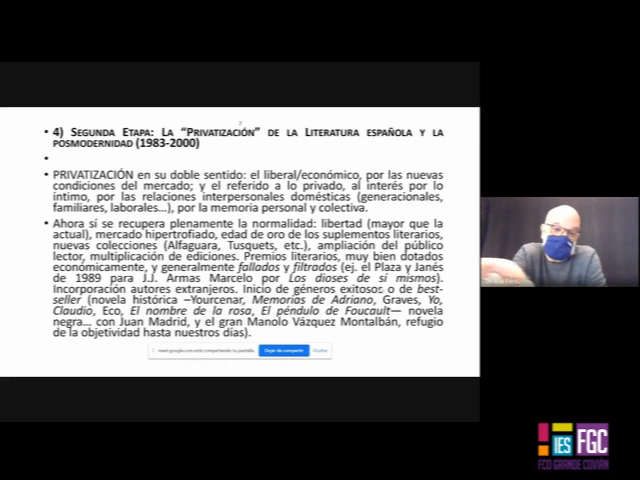 7
• 4) SEGUNDA ETAPA: LA “PRIVATIZACIÓN” DE LA LITERATURA ESPAÑOLA Y LA
POSMODERNIDAD (1983-2000)
•
• PRIVATIZACIÓN en su doble sentido: el liberal/económico, por las nuevas
condiciones del mercado; y el referido a lo privado, al interés por lo
íntimo, por las relaciones interpersonales domésticas (generacionales,
familiares, laborales…), por la memoria personal y colectiva.
• Ahora sí se recupera plenamente la normalidad: libertad (mayor que la
actual), mercado hipertrofiado, edad de oro de los suplementos literarios,
nuevas colecciones (Alfaguara, Tusquets, etc.), ampliación del público
lector, multiplicación de ediciones. Premios literarios, muy bien dotados
económicamente, y generalmente fallados y filtrados (ej. el Plaza y Janés
de 1989 para J.J. Armas Marcelo por Los dioses de sí mismos).
Incorporación autores extranjeros. Inicio de géneros exitosos o de best-
seller (novela histórica –Yourcenar, Memorias de Adriano, Graves, Yo,
Claudio, Eco, El nombre de la rosa, El péndulo de Foucault— novela
negra… con Juan Madrid, y el gran Manolo Vázquez Montalbán, refugio
de la objetividad hasta nuestros días).
meet.google.com está compartiendo tu pantalla. Dejar de compartir Ocultar
IES FGC
FCO GRANDE COVIÁN